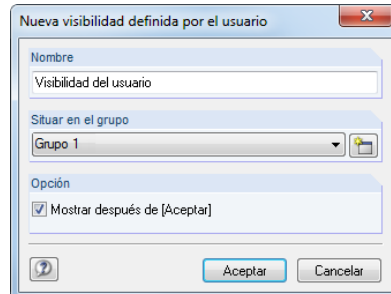 Nueva visibilidad definida por el usuario
Nombre
Visibilidad del usuario
Situar en el grupo
Grupo 1
Opción
Mostrar después de [Aceptar]
Aceptar
Cancelar